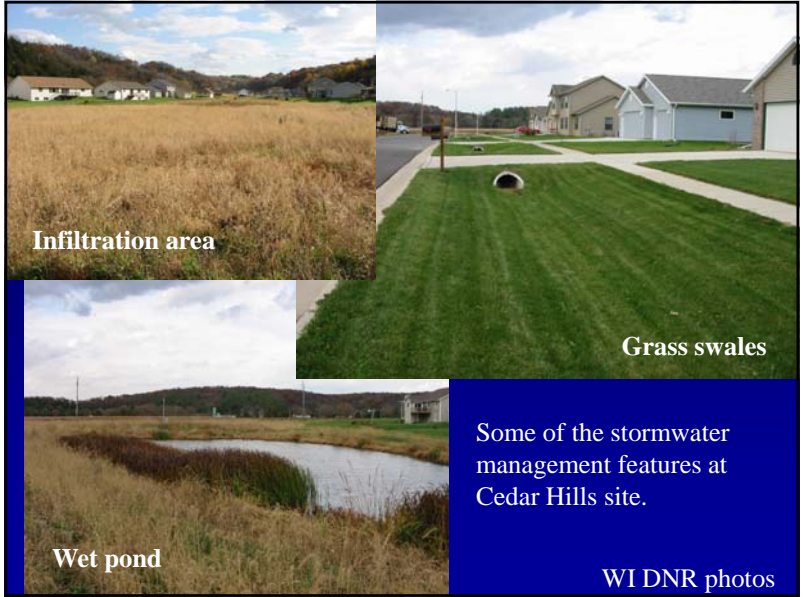 Infiltration area
Grass swales
Wet pond
Some of the stormwater
management features at
Cedar Hills site.
WI DNR photos